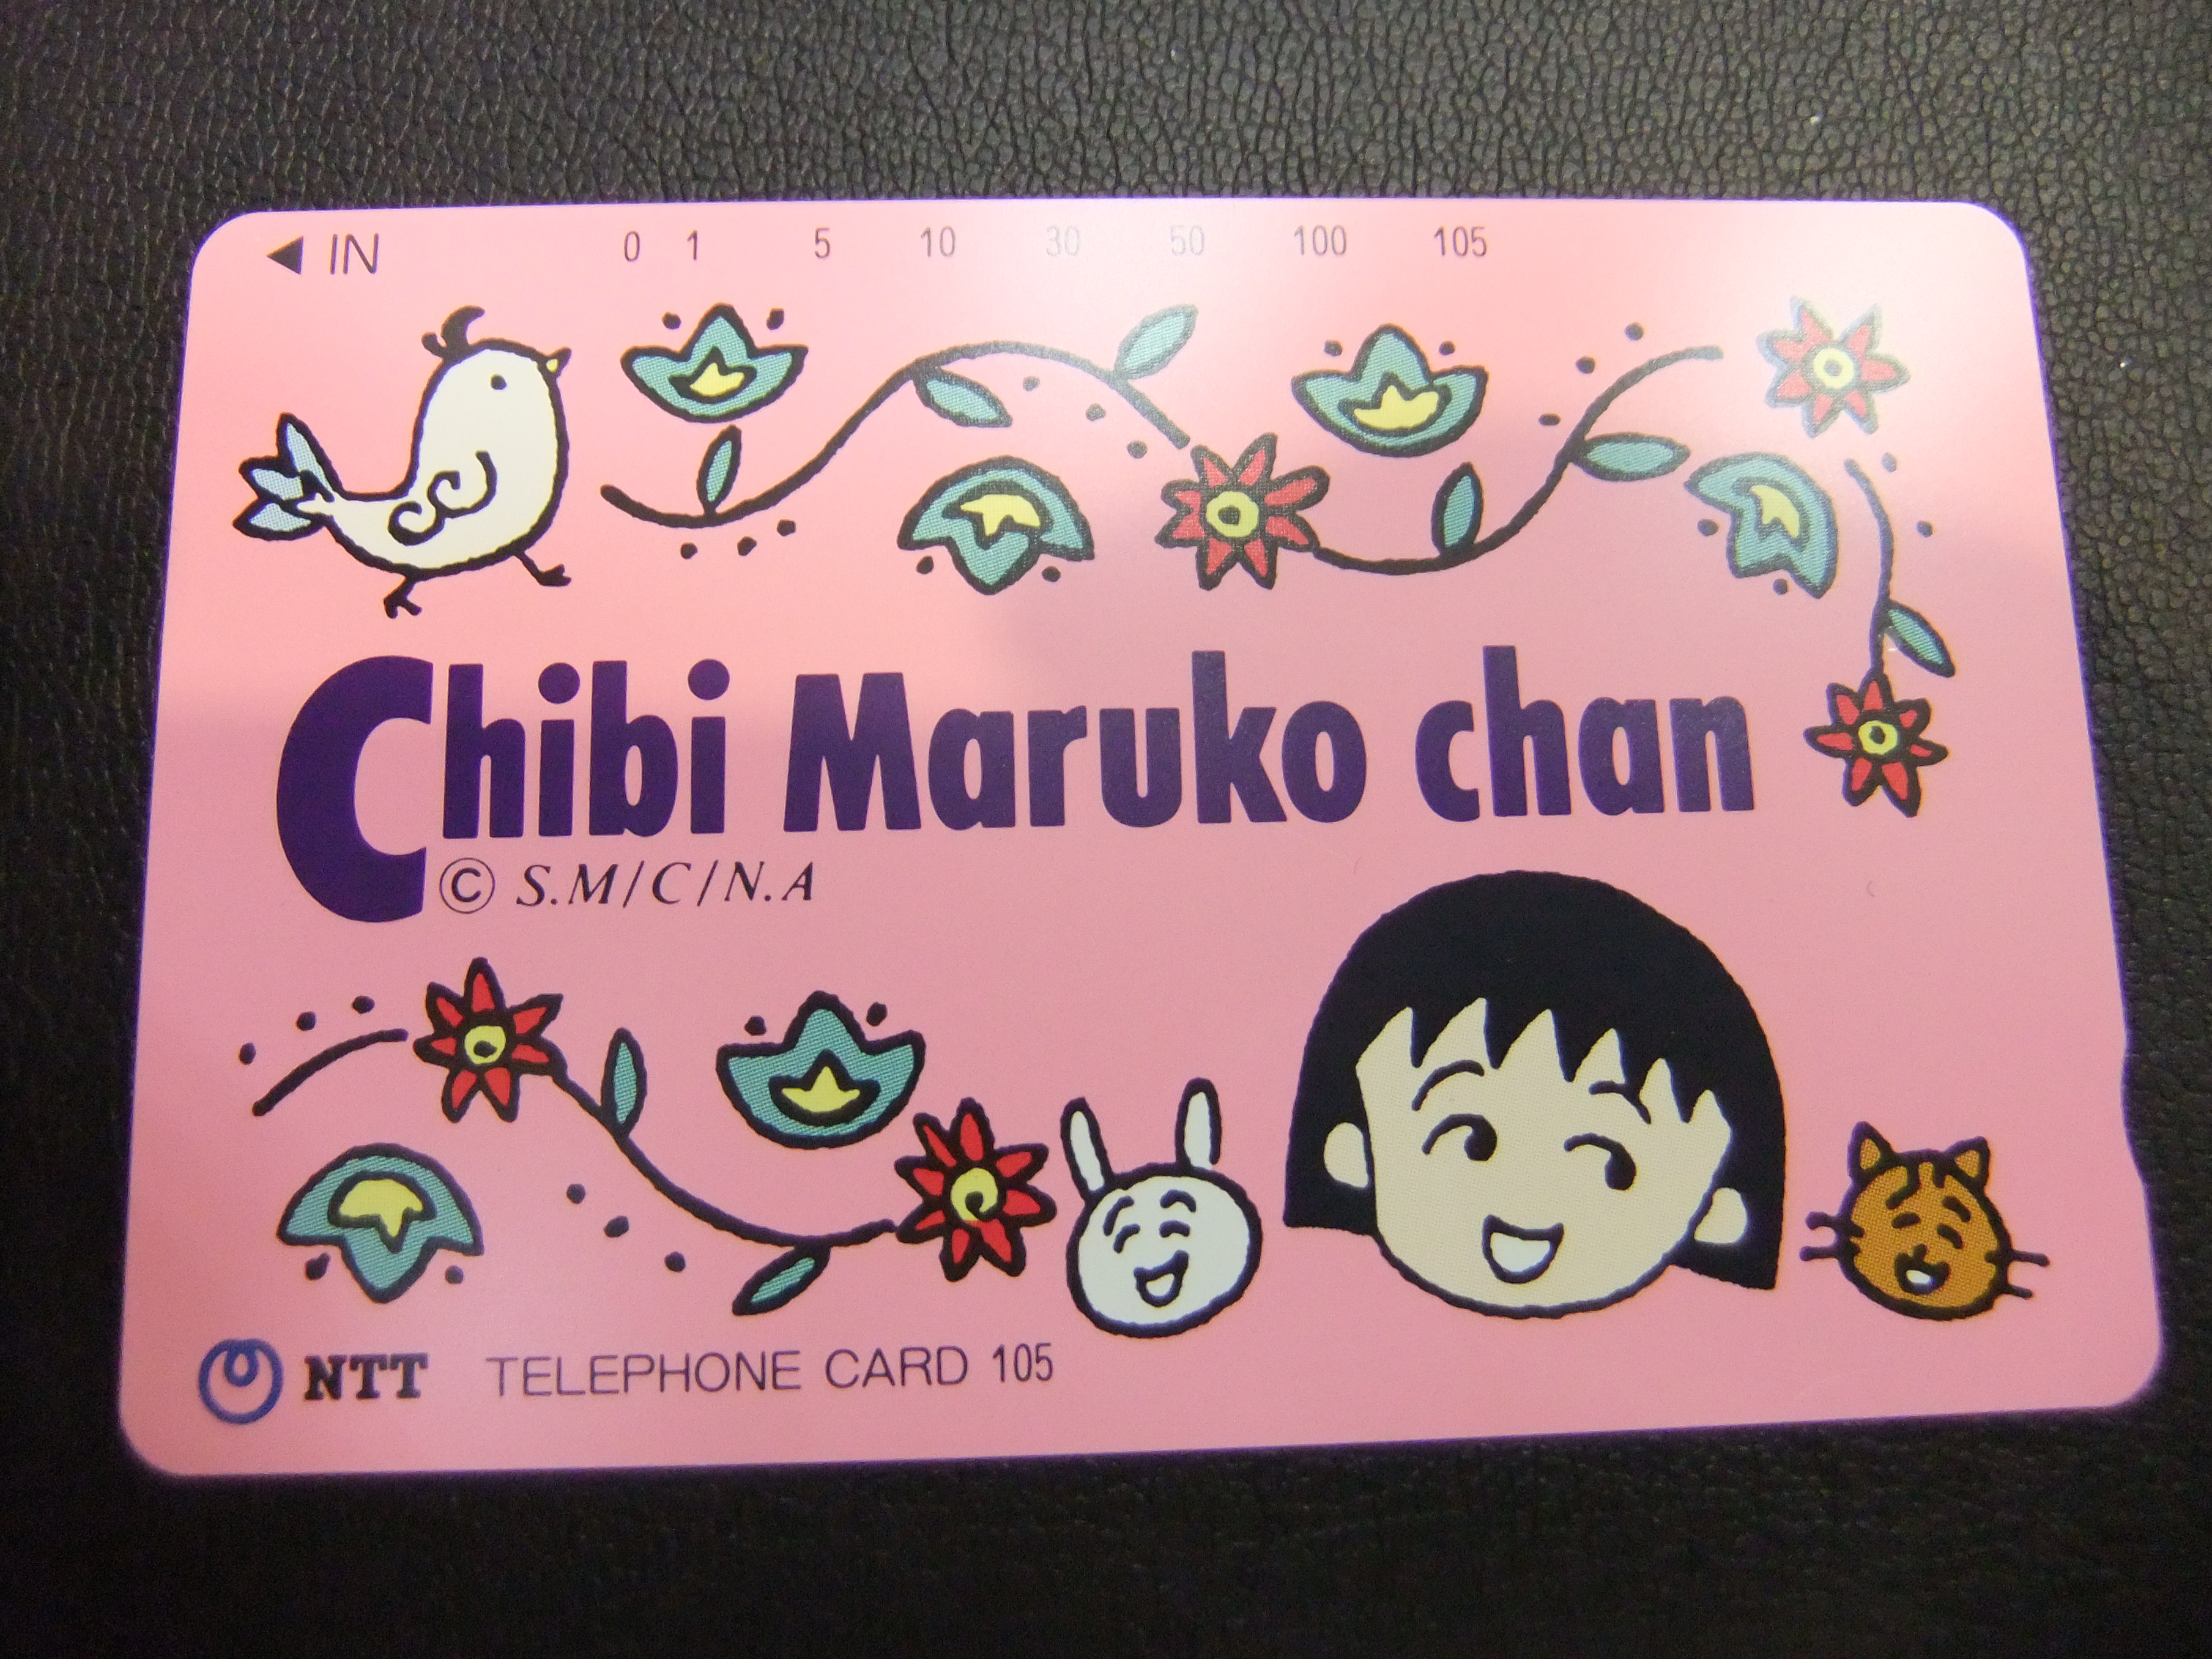 ◀ IN 0 1 5 10 30 50 100 105
Chibi Maruko chan
© S.M/C/N.A
NTT TELEPHONE CARD 105